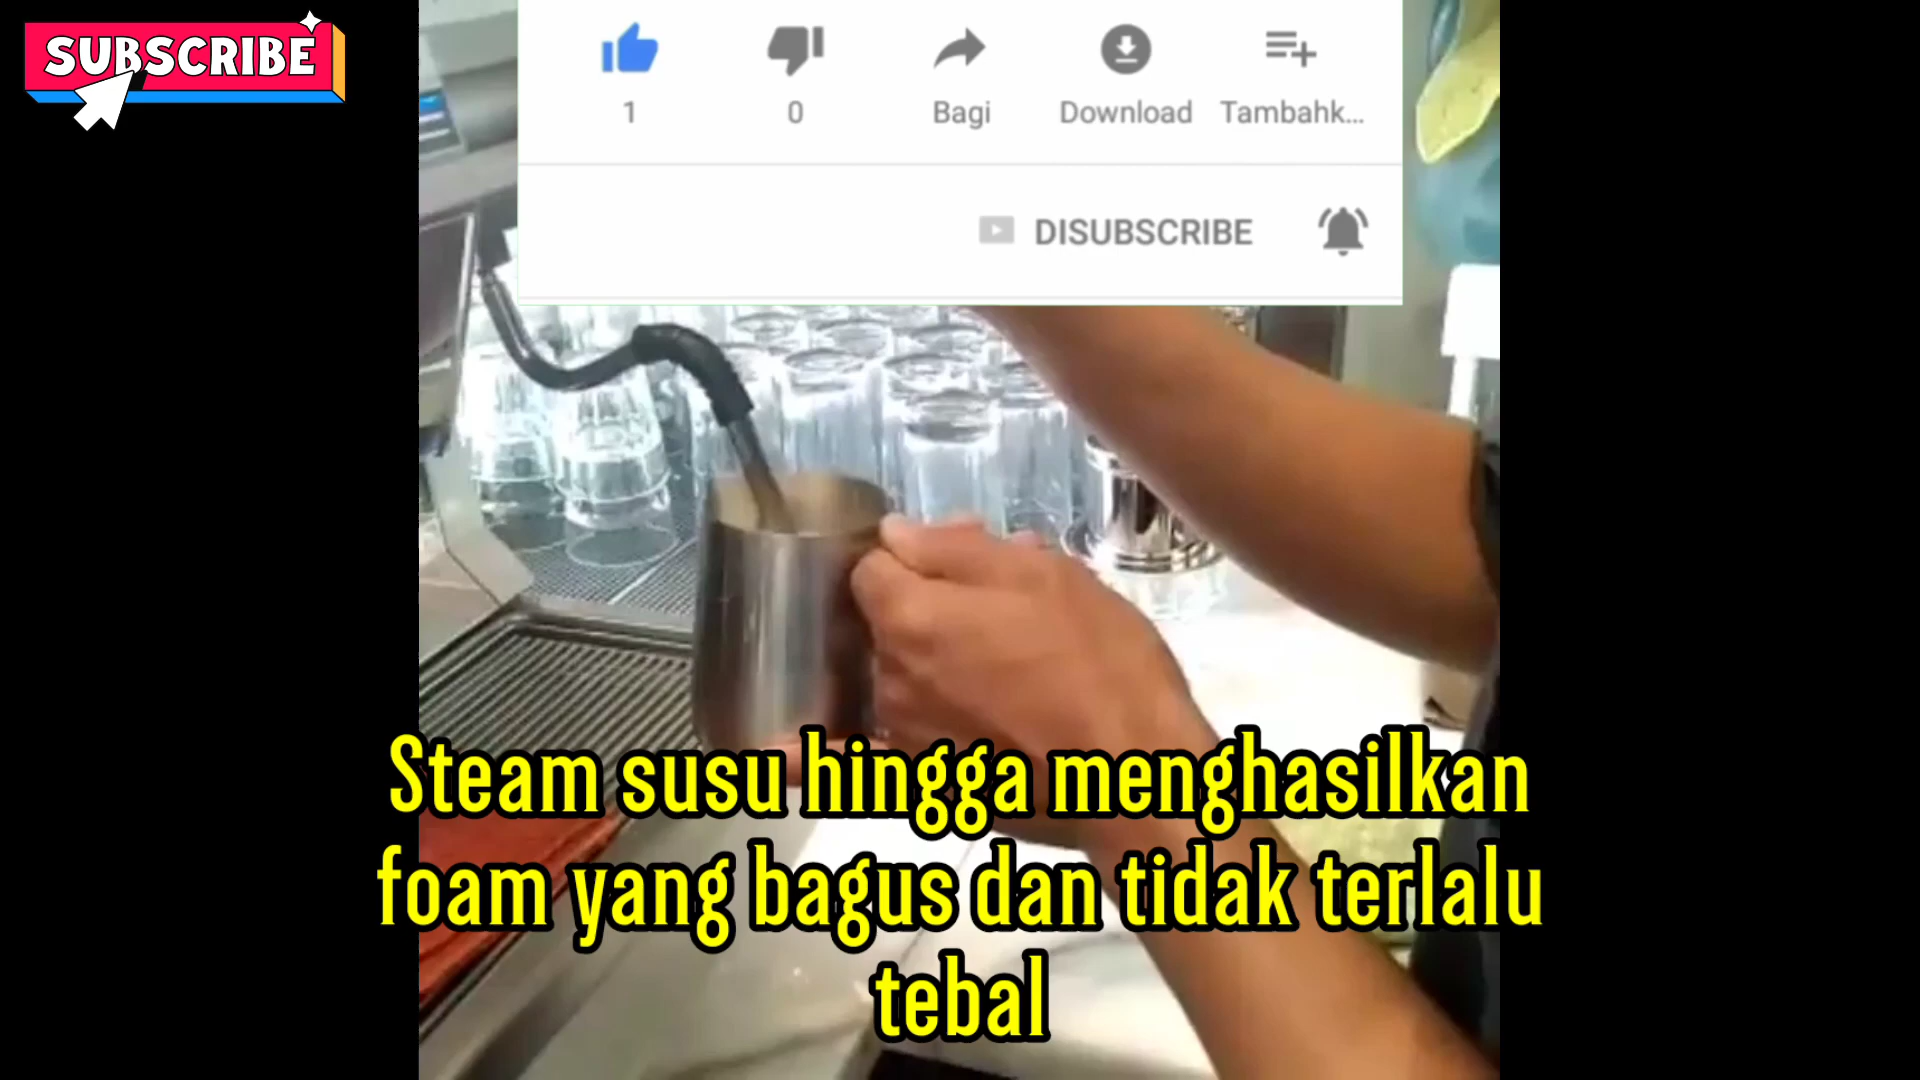 SUBSCRIBE
1
0
Bagi
Download
Tambahk...
DISUBSCRIBE
Steam susu hingga menghasilkan
foam yang bagus dan tidak terlalu
tebal